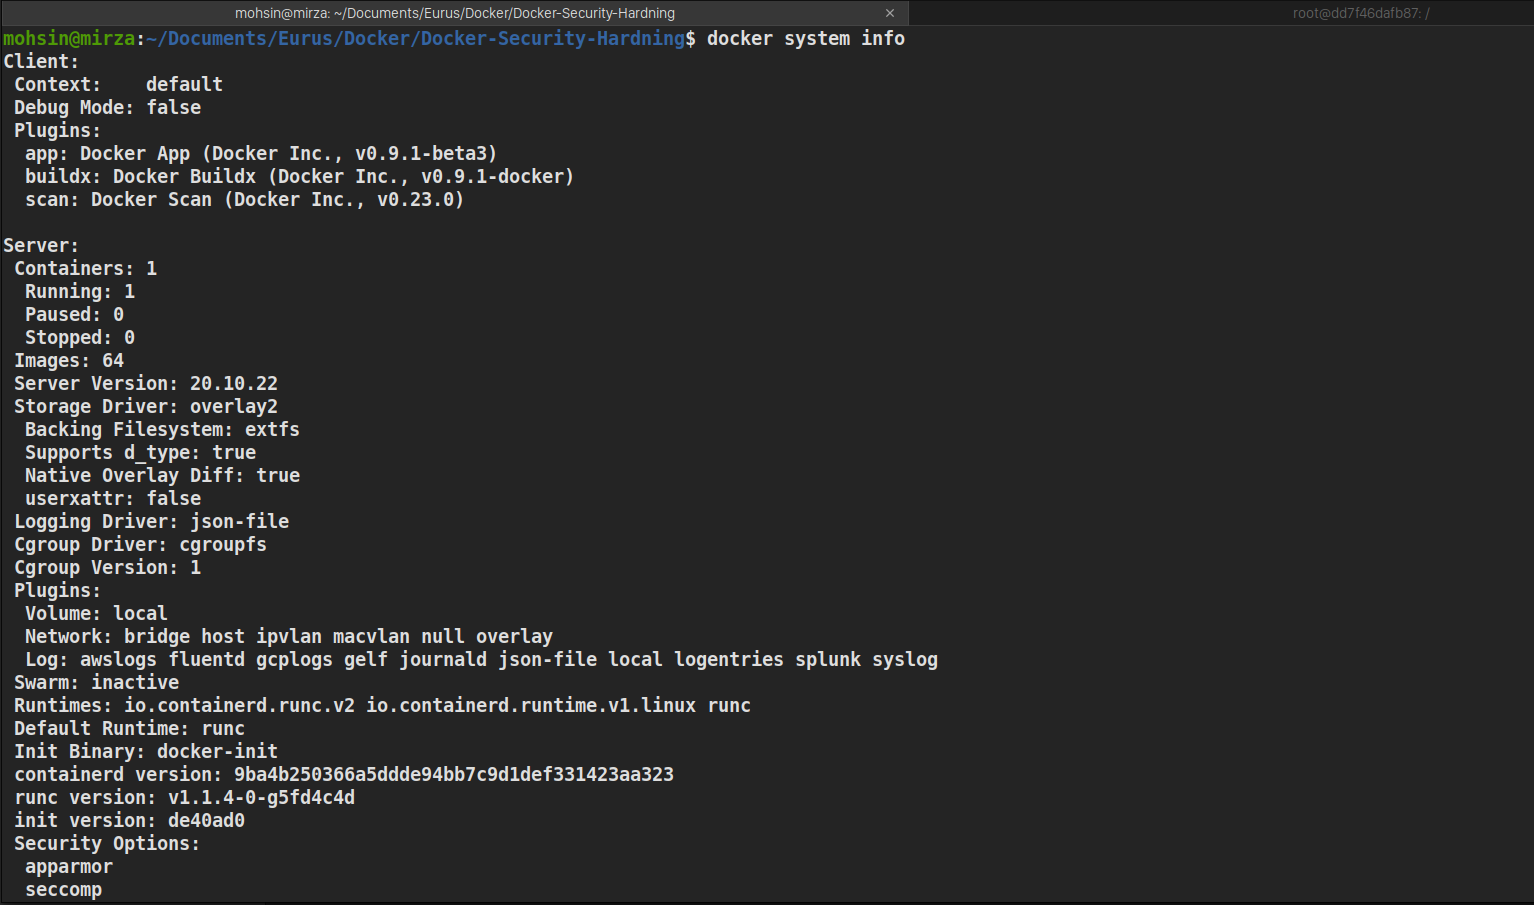 mohsin@mirza: ~/Documents/Eurus/Docker/Docker-Security-Hardning × root@dd7f46dafb87: /
mohsin@mirza:~/Documents/Eurus/Docker/Docker-Security-Hardning$ docker system info
Client:
 Context:    default
 Debug Mode: false
 Plugins:
  app: Docker App (Docker Inc., v0.9.1-beta3)
  buildx: Docker Buildx (Docker Inc., v0.9.1-docker)
  scan: Docker Scan (Docker Inc., v0.23.0)

Server:
 Containers: 1
  Running: 1
  Paused: 0
  Stopped: 0
 Images: 64
 Server Version: 20.10.22
 Storage Driver: overlay2
  Backing Filesystem: extfs
  Supports d_type: true
  Native Overlay Diff: true
  userxattr: false
 Logging Driver: json-file
 Cgroup Driver: cgroupfs
 Cgroup Version: 1
 Plugins:
  Volume: local
  Network: bridge host ipvlan macvlan null overlay
  Log: awslogs fluentd gcplogs gelf journald json-file local logentries splunk syslog
 Swarm: inactive
 Runtimes: io.containerd.runc.v2 io.containerd.runtime.v1.linux runc
 Default Runtime: runc
 Init Binary: docker-init
 containerd version: 9ba4b250366a5ddde94bb7c9d1def331423aa323
 runc version: v1.1.4-0-g5fd4c4d
 init version: de40ad0
 Security Options:
  apparmor
  seccomp